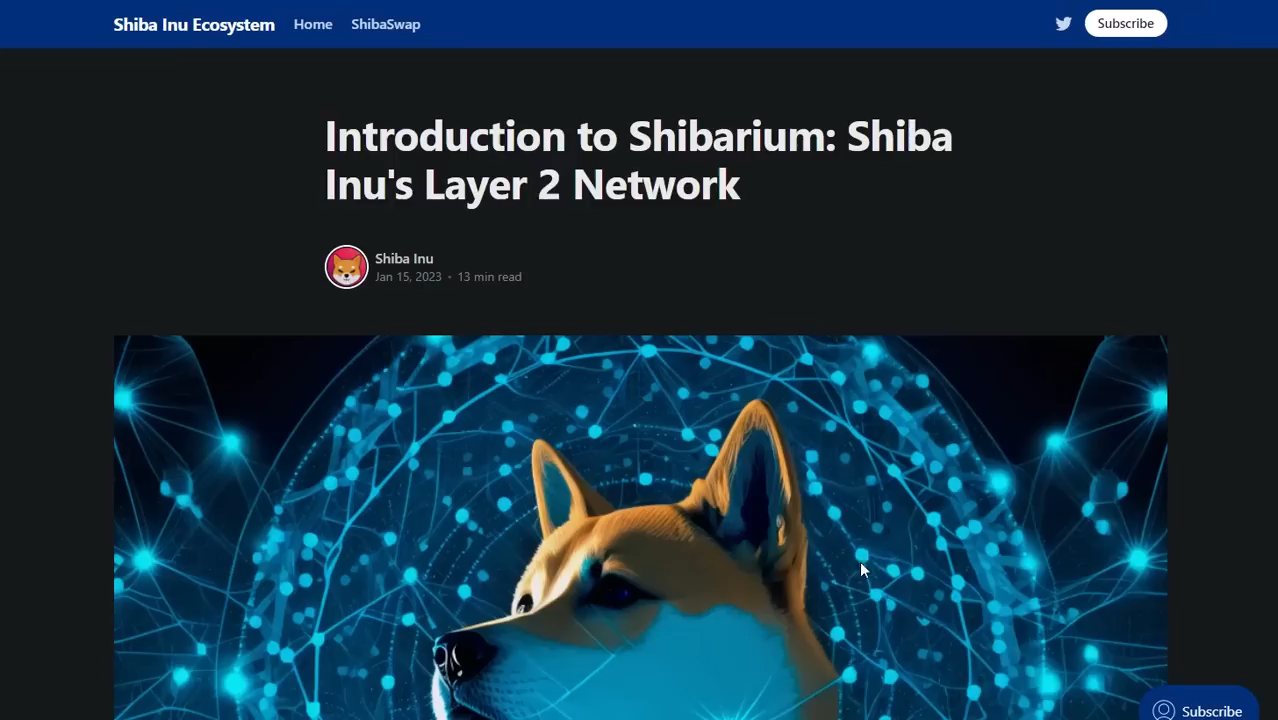 Shiba Inu Ecosystem Home ShibaSwap Subscribe
Introduction to Shibarium: Shiba
Inu's Layer 2 Network
Shiba Inu
Jan 15, 2023 • 13 min read
Subscribe